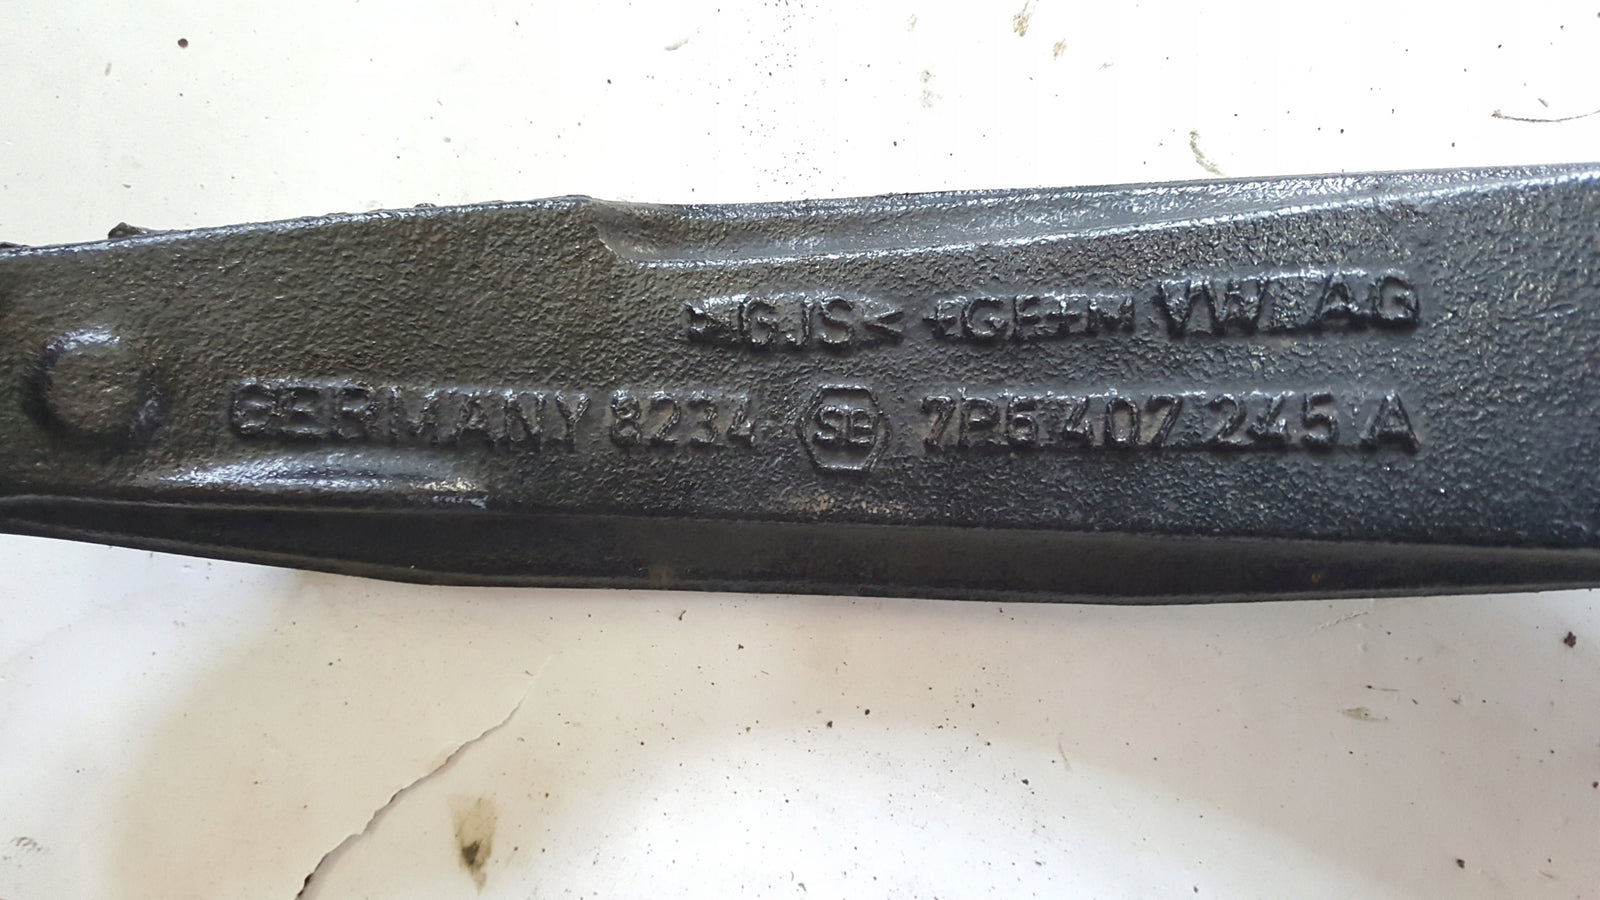 >GJS< +GF+M VW AG
GERMANY 8234 SB 7P6 407 245 A